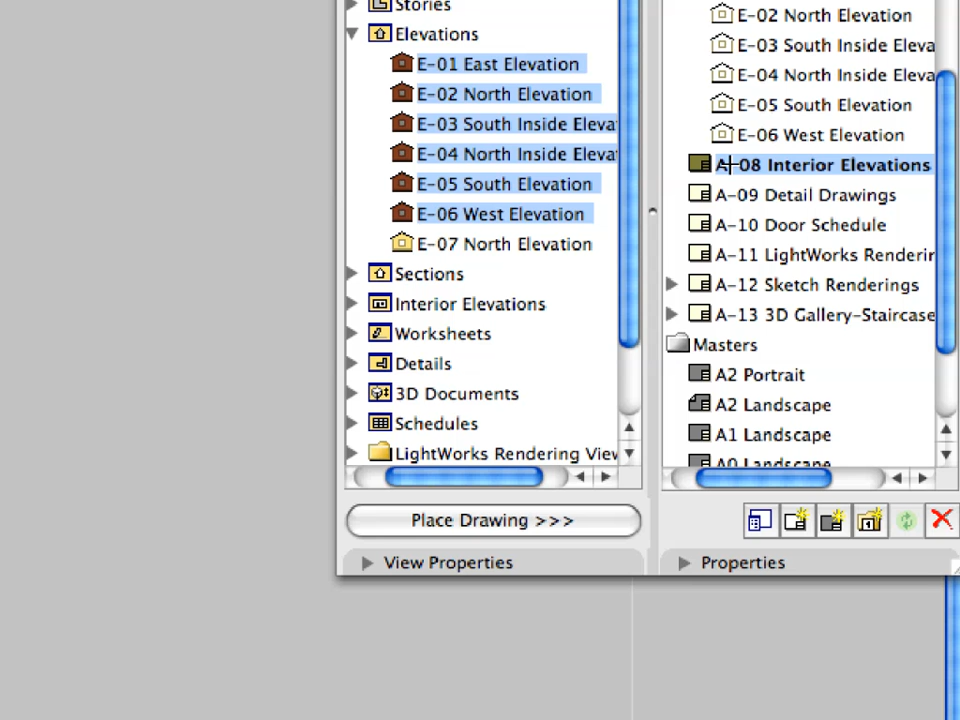 Stories
Elevations
E-01 East Elevation
E-02 North Elevation
E-03 South Inside Eleva
E-04 North Inside Eleva
E-05 South Elevation
E-06 West Elevation
E-07 North Elevation
Sections
Interior Elevations
Worksheets
Details
3D Documents
Schedules
LightWorks Rendering View
Place Drawing >>>
View Properties
E-02 North Elevation
E-03 South Inside Eleva
E-04 North Inside Eleva
E-05 South Elevation
E-06 West Elevation
A-08 Interior Elevations
A-09 Detail Drawings
A-10 Door Schedule
A-11 LightWorks Renderin
A-12 Sketch Renderings
A-13 3D Gallery-Staircase
Masters
A2 Portrait
A2 Landscape
A1 Landscape
A0 Landscape
Properties